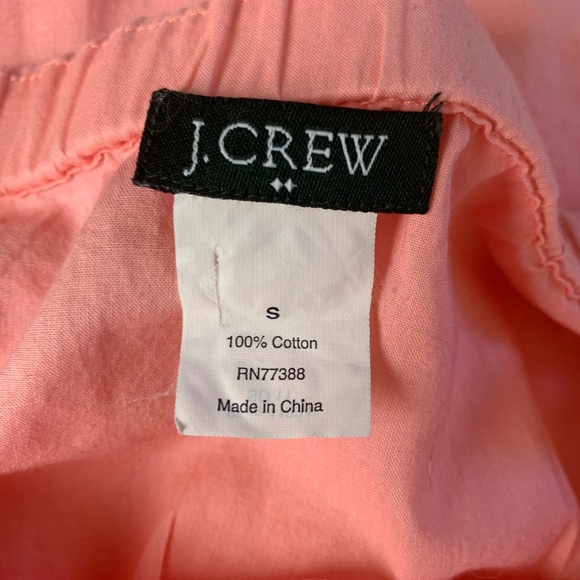 J.CREW
S
100% Cotton
RN77388
Made in China